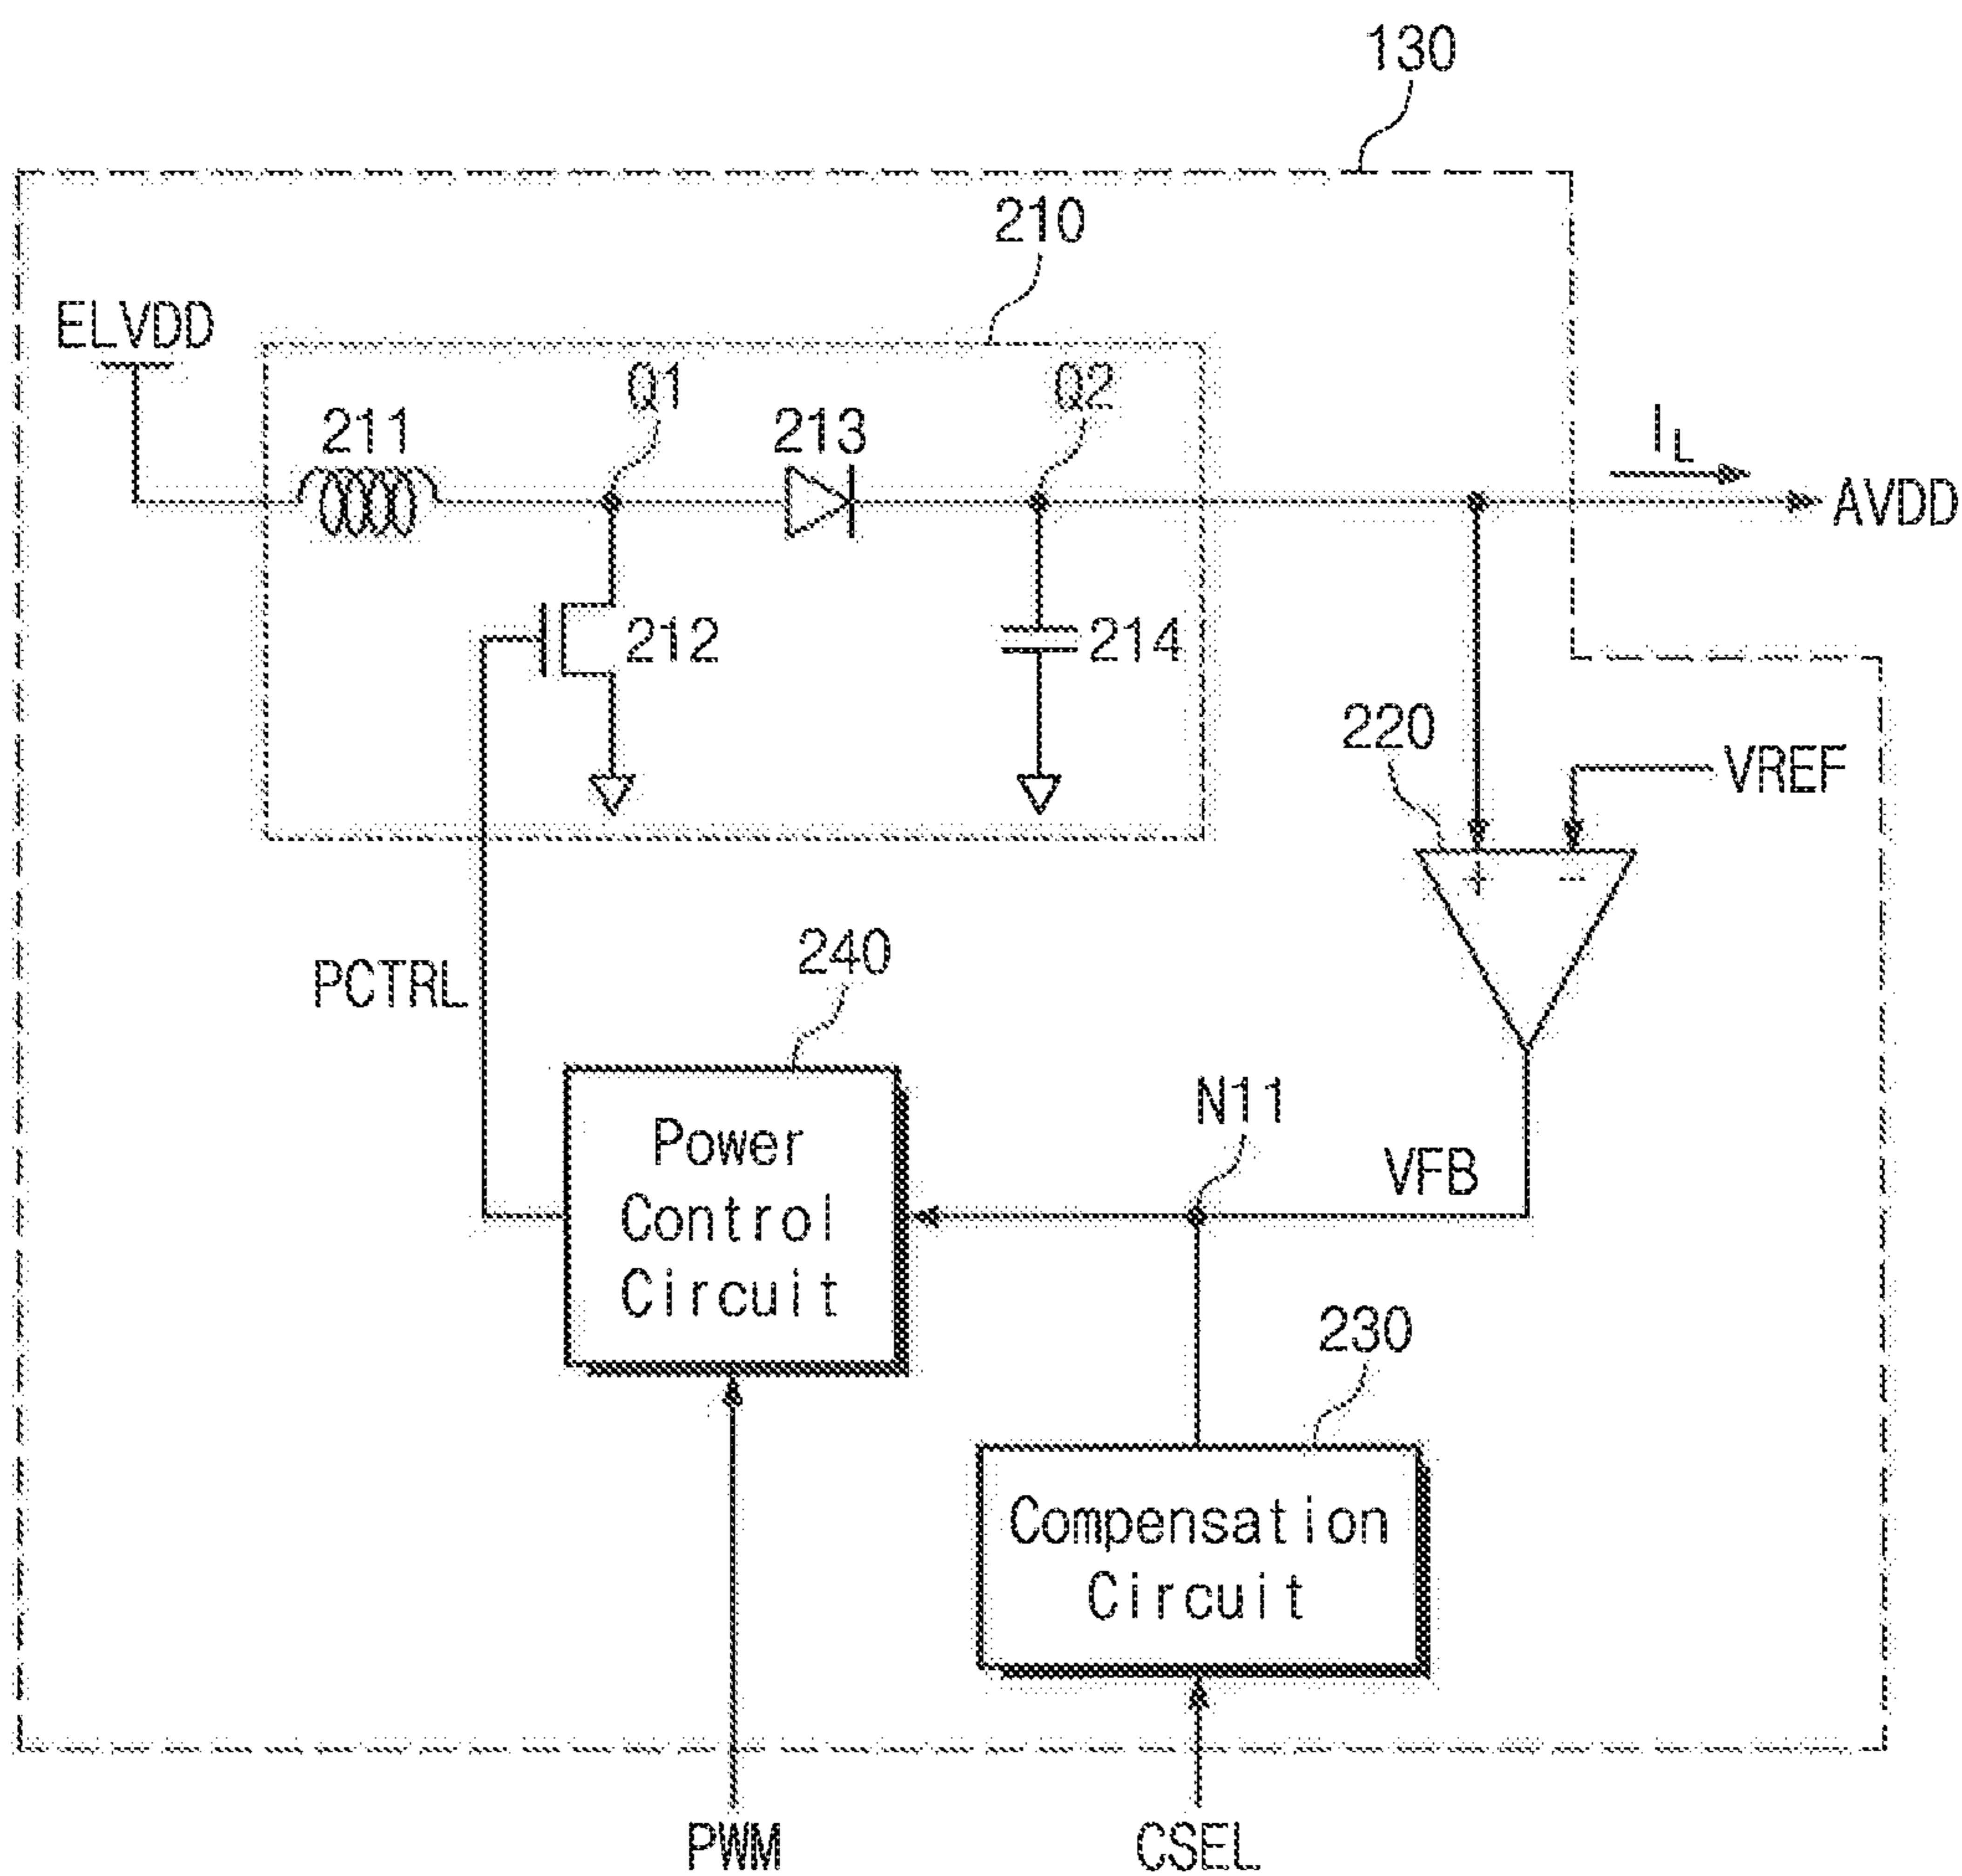 130
210
ELVDD
Q1
Q2
211
213
IL
AVDD
212
214
220
VREF
+
−
240
PCTRL
N11
Power
Control
Circuit
VFB
230
Compensation
Circuit
PWM
CSEL